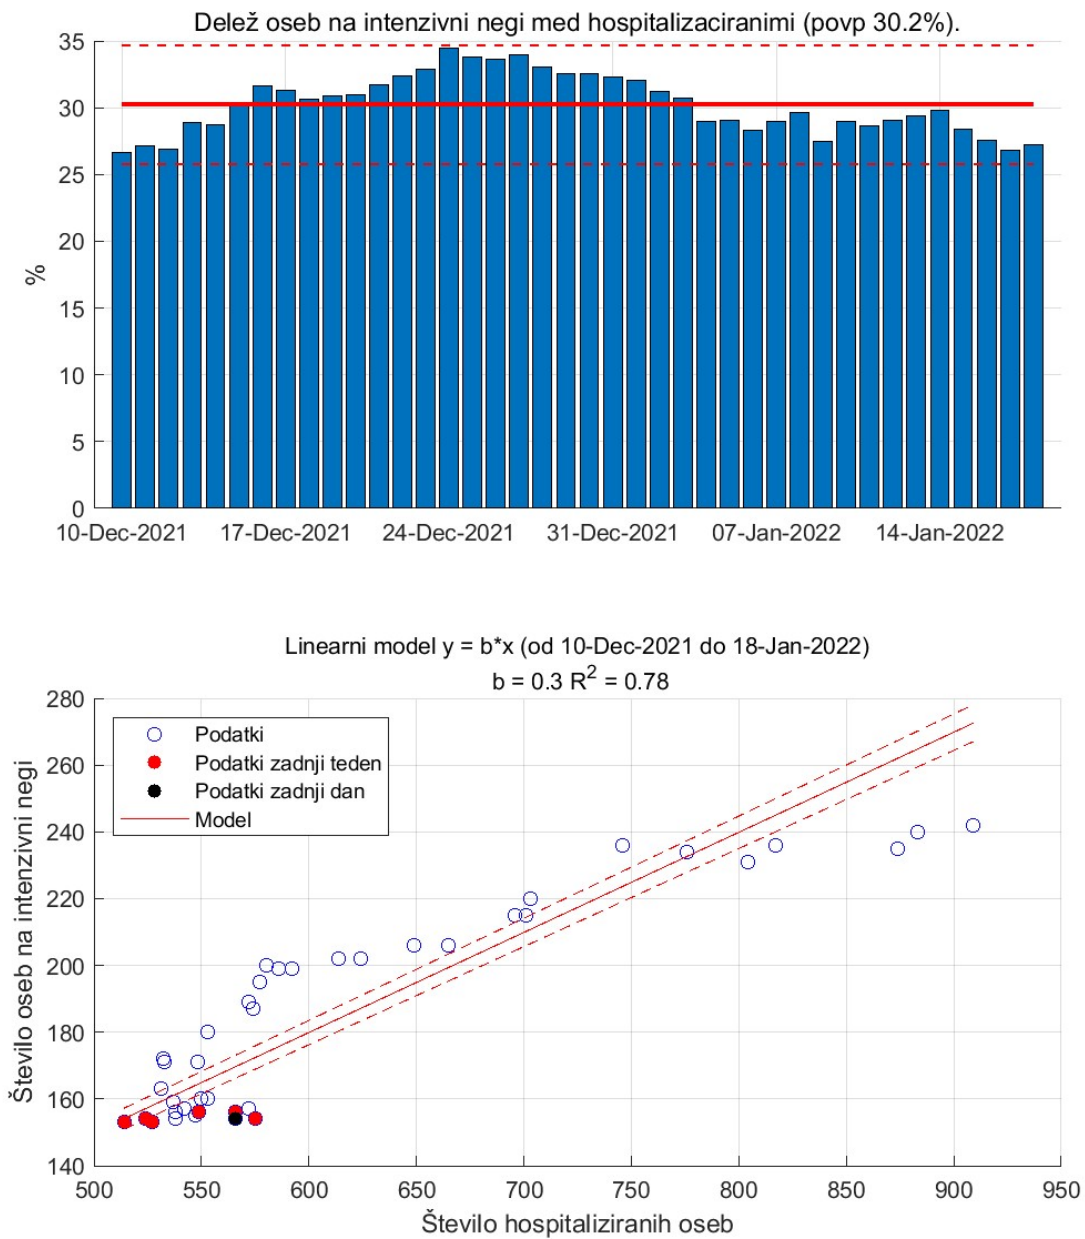 Delež oseb na intenzivni negi med hospitalizaciranimi (povp 30.2%).
35
30
25
20
15
10
5
0
%
10-Dec-2021 17-Dec-2021 24-Dec-2021 31-Dec-2021 07-Jan-2022 14-Jan-2022
Linearni model y = b*x (od 10-Dec-2021 do 18-Jan-2022)
b = 0.3 R² = 0.78
280
260
240
220
200
180
160
140
Število oseb na intenzivni negi
Podatki
Podatki zadnji teden
Podatki zadnji dan
Model
500 550 600 650 700 750 800 850 900 950
Število hospitaliziranih oseb